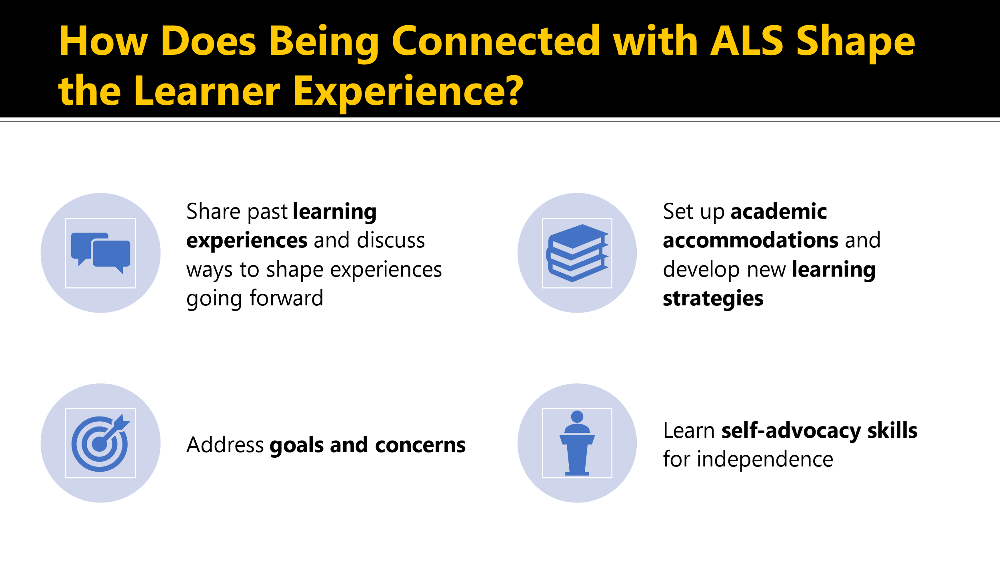 How Does Being Connected with ALS Shape
the Learner Experience?
Share past learning
experiences and discuss
ways to shape experiences
going forward
Set up academic
accommodations and
develop new learning
strategies
Address goals and concerns
Learn self-advocacy skills
for independence